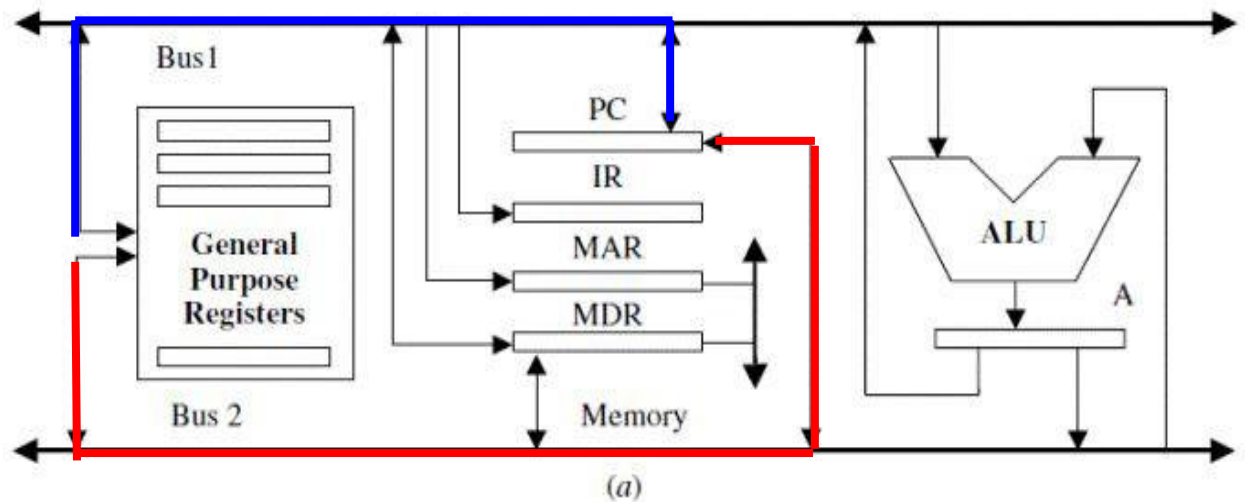 Bus1
PC
IR
General
Purpose
Registers
MAR
MDR
ALU
A
Bus 2
Memory
(a)